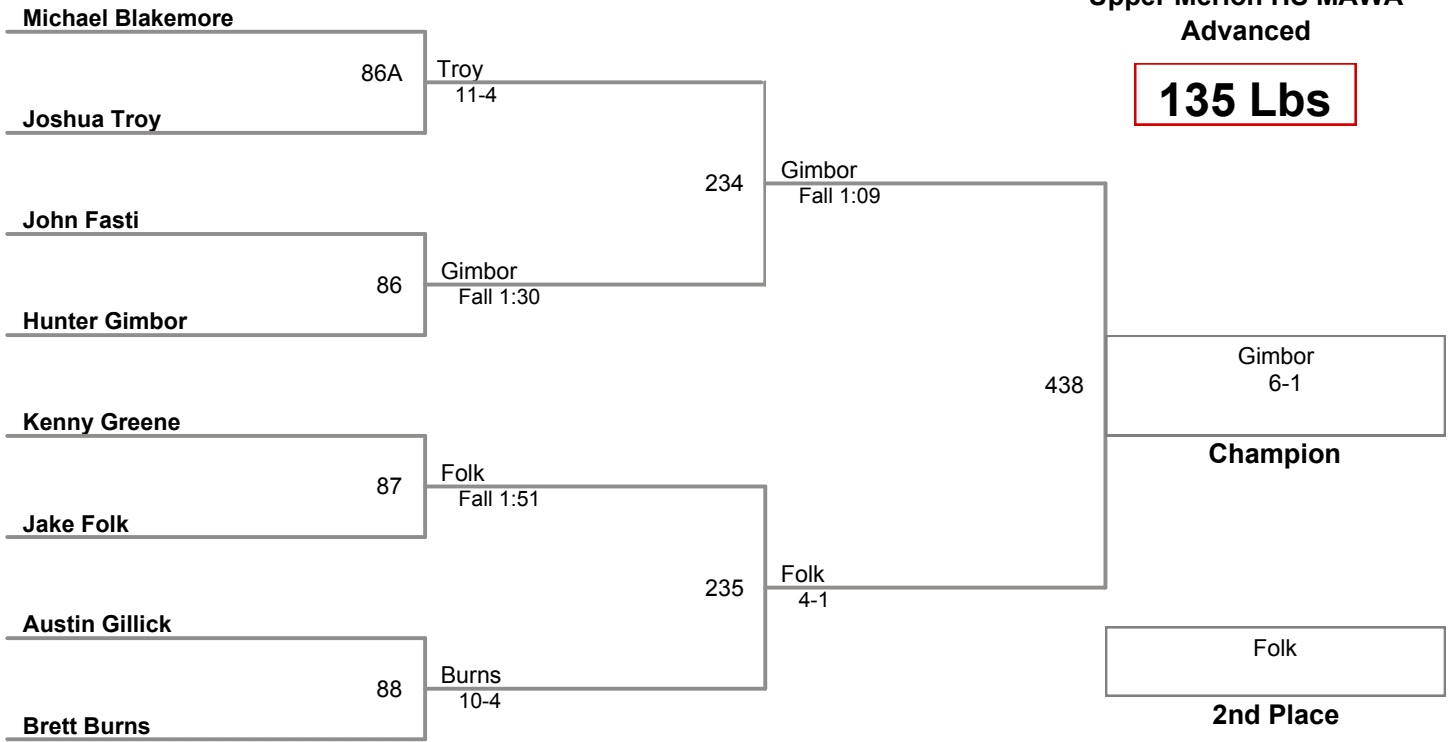 Upper Merion HS MAWA
Advanced
135 Lbs
Michael Blakemore
86A
Troy
11-4
Joshua Troy
234
Gimbor
Fall 1:09
John Fasti
86
Gimbor
Fall 1:30
Hunter Gimbor
438
Gimbor
6-1
Champion
Kenny Greene
87
Folk
Fall 1:51
Jake Folk
235
Folk
4-1
Austin Gillick
88
Burns
10-4
Brett Burns
Folk
2nd Place